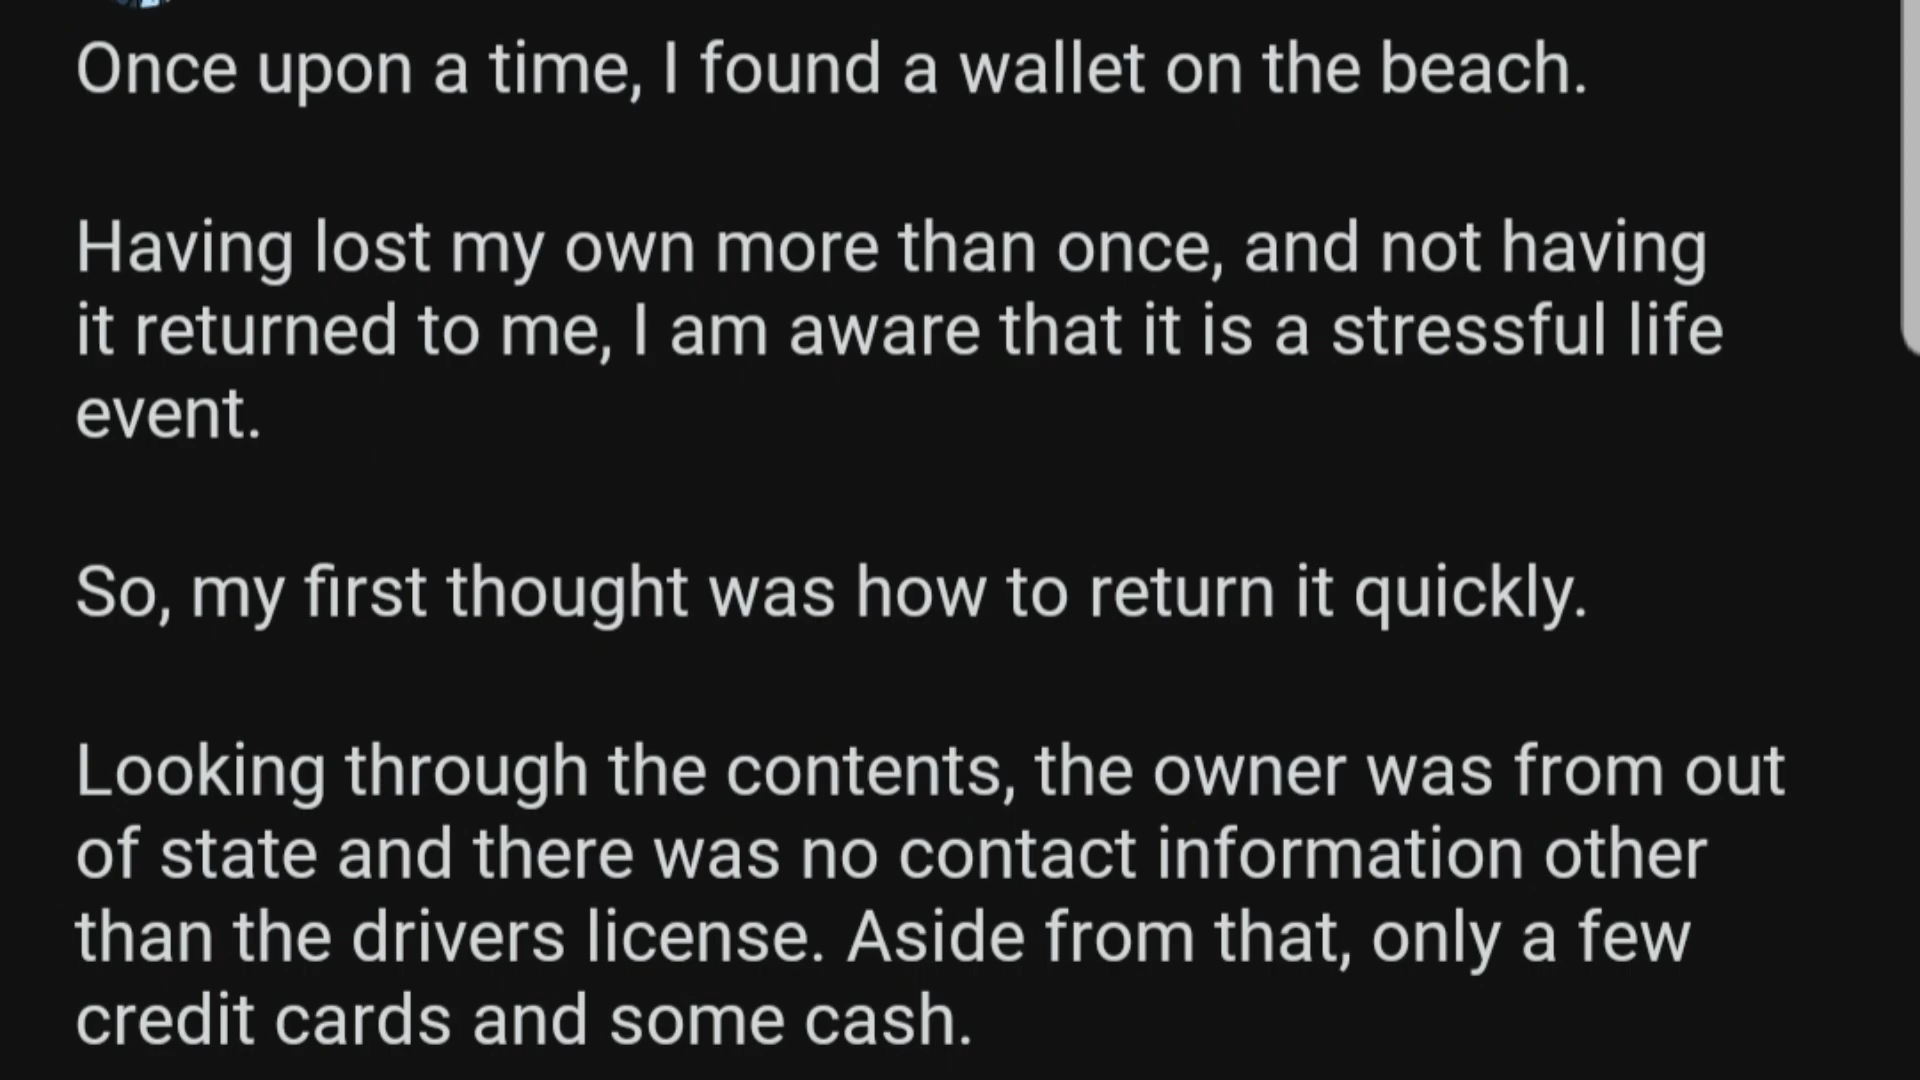 Once upon a time, I found a wallet on the beach.
Having lost my own more than once, and not having
it returned to me, I am aware that it is a stressful life
event.
So, my first thought was how to return it quickly.
Looking through the contents, the owner was from out
of state and there was no contact information other
than the drivers license. Aside from that, only a few
credit cards and some cash.